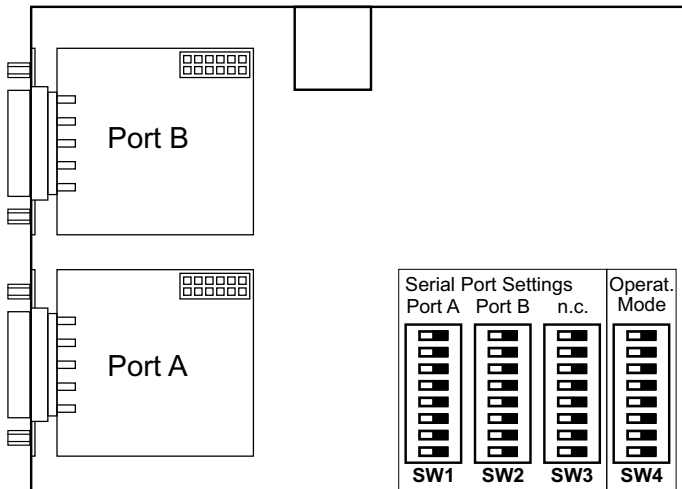 Port B
Port A
Serial Port Settings
Port A Port B n.c.
Operat.
Mode
SW1 SW2 SW3 SW4